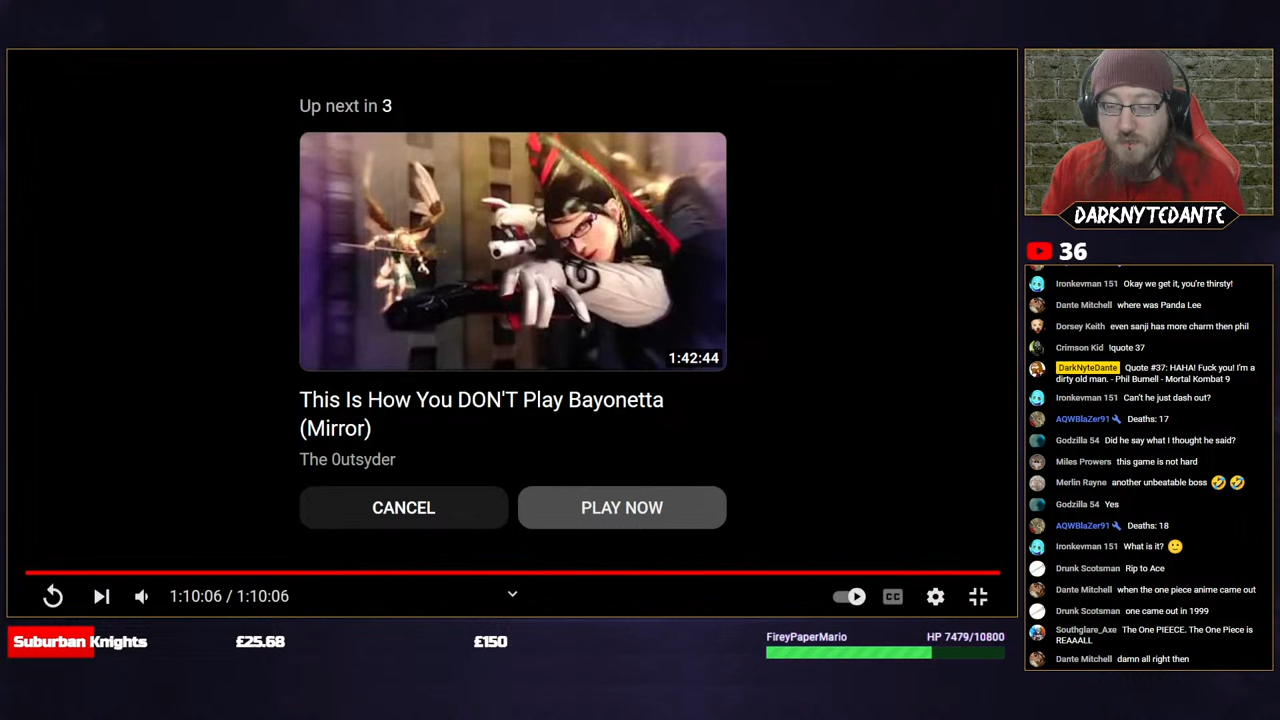 Up next in 3
1:42:44
This Is How You DON'T Play Bayonetta
(Mirror)
The 0utsyder
CANCEL
PLAY NOW
1:10:06 / 1:10:06
CC
Suburban Knights
£25.68
£150
FireyPaperMario
HP 7479/10800
DARKNYTEDANTE
36
Ironkevman 151 Okay we get it, you're thirsty!
Dante Mitchell where was Panda Lee
Dorsey Keith even sanji has more charm then phil
Crimson Kid !quote 37
DarkNyteDante Quote #37: HAHA! Fuck you! I'm a
dirty old man. - Phil Burnell - Mortal Kombat 9
Ironkevman 151 Can't he just dash out?
AQWBlaZer91 Deaths: 17
Godzilla 54 Did he say what I thought he said?
Miles Prowers this game is not hard
Merlin Rayne another unbeatable boss 🤣 🤣
Godzilla 54 Yes
AQWBlaZer91 Deaths: 18
Ironkevman 151 What is it? 🙂
Drunk Scotsman Rip to Ace
Dante Mitchell when the one piece anime came out
Drunk Scotsman one came out in 1999
Southglare_Axe The One PIEECE. The One Piece is
REAAALL
Dante Mitchell damn all right then